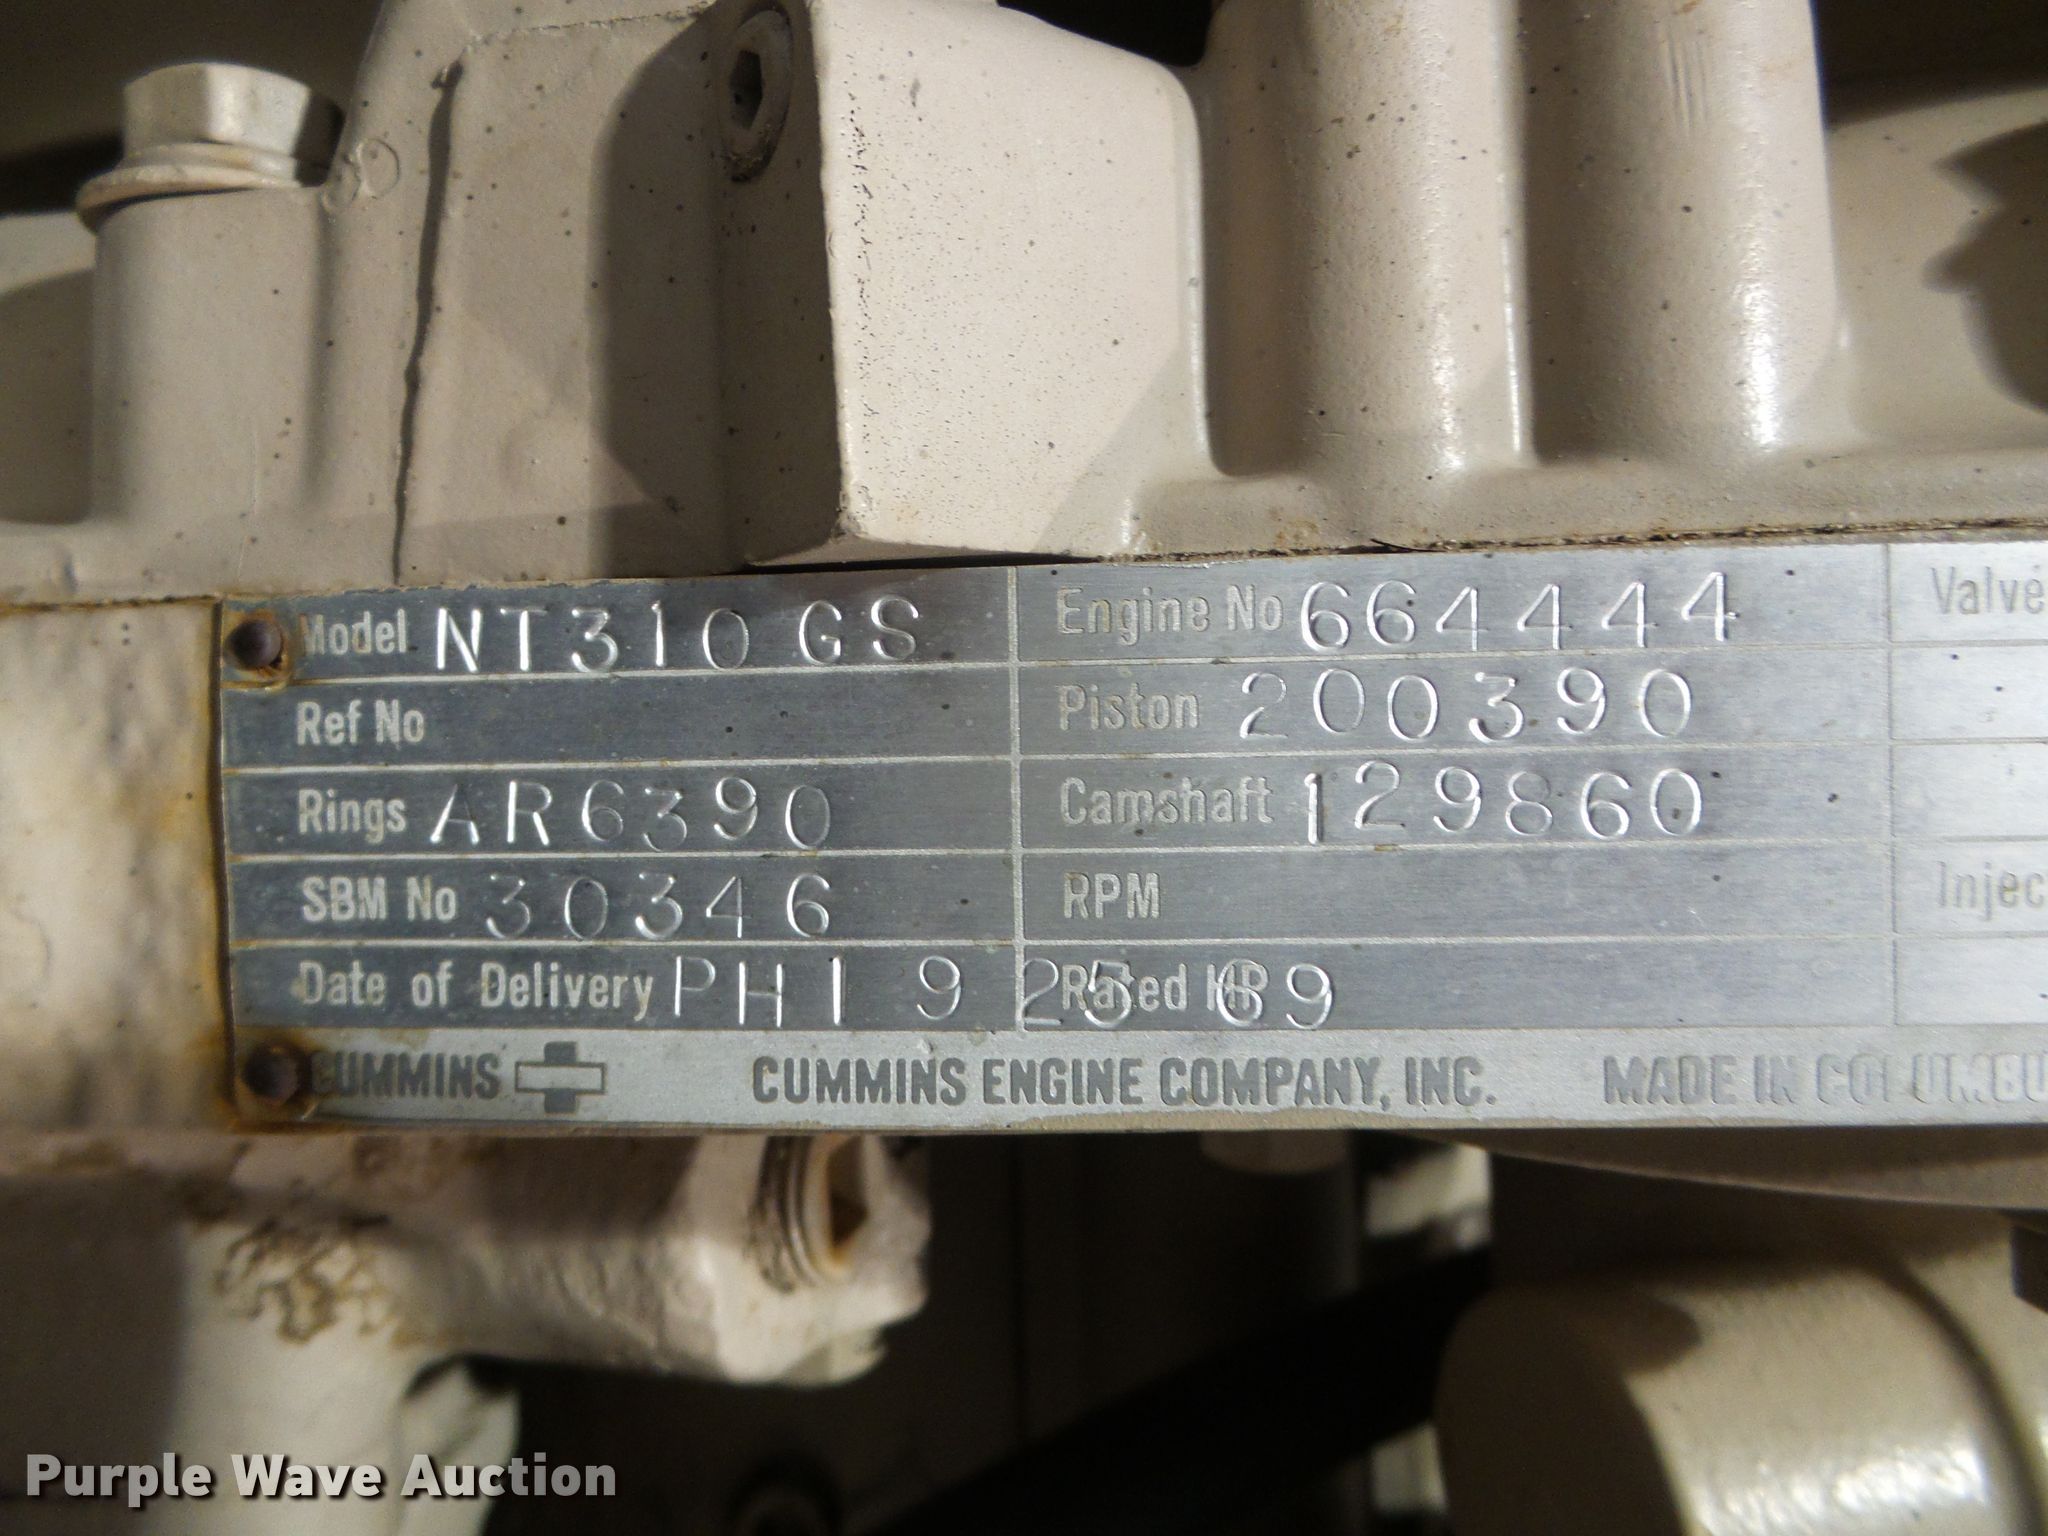 Model NT310 GS Engine No 664444 Valve
Ref No Piston 200390
Rings AR6390 Camshaft 129860
SBM No 30346 RPM Injec
Date of Delivery PH1 9 25 69 Rated HP
CUMMINS CUMMINS ENGINE COMPANY, INC. MADE IN COLUMBU
Purple Wave Auction